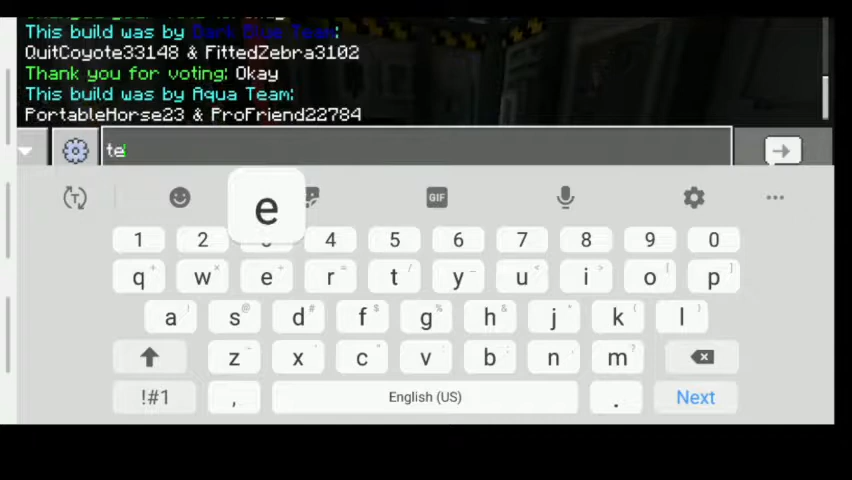 This build was by Dark Blue Team:
QuitCoyote33148 & FittedZebra3102
Thank you for voting: Okay
This build was by Aqua Team:
PortableHorse23 & ProFriend22784
te
T
e
GIF
1 2 4 5 6 7 8 9 0
q w e r t y u i o p
a s d f g h j k l
z x c v b n m
!#1 , English (US) . Next